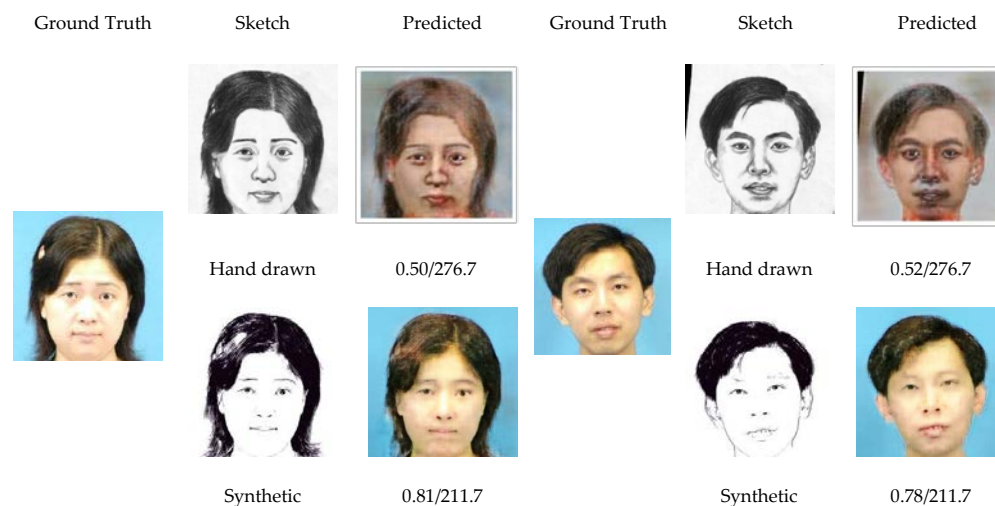 Ground Truth Sketch Predicted Ground Truth Sketch Predicted
Hand drawn 0.50/276.7 Hand drawn 0.52/276.7
Synthetic 0.81/211.7 Synthetic 0.78/211.7